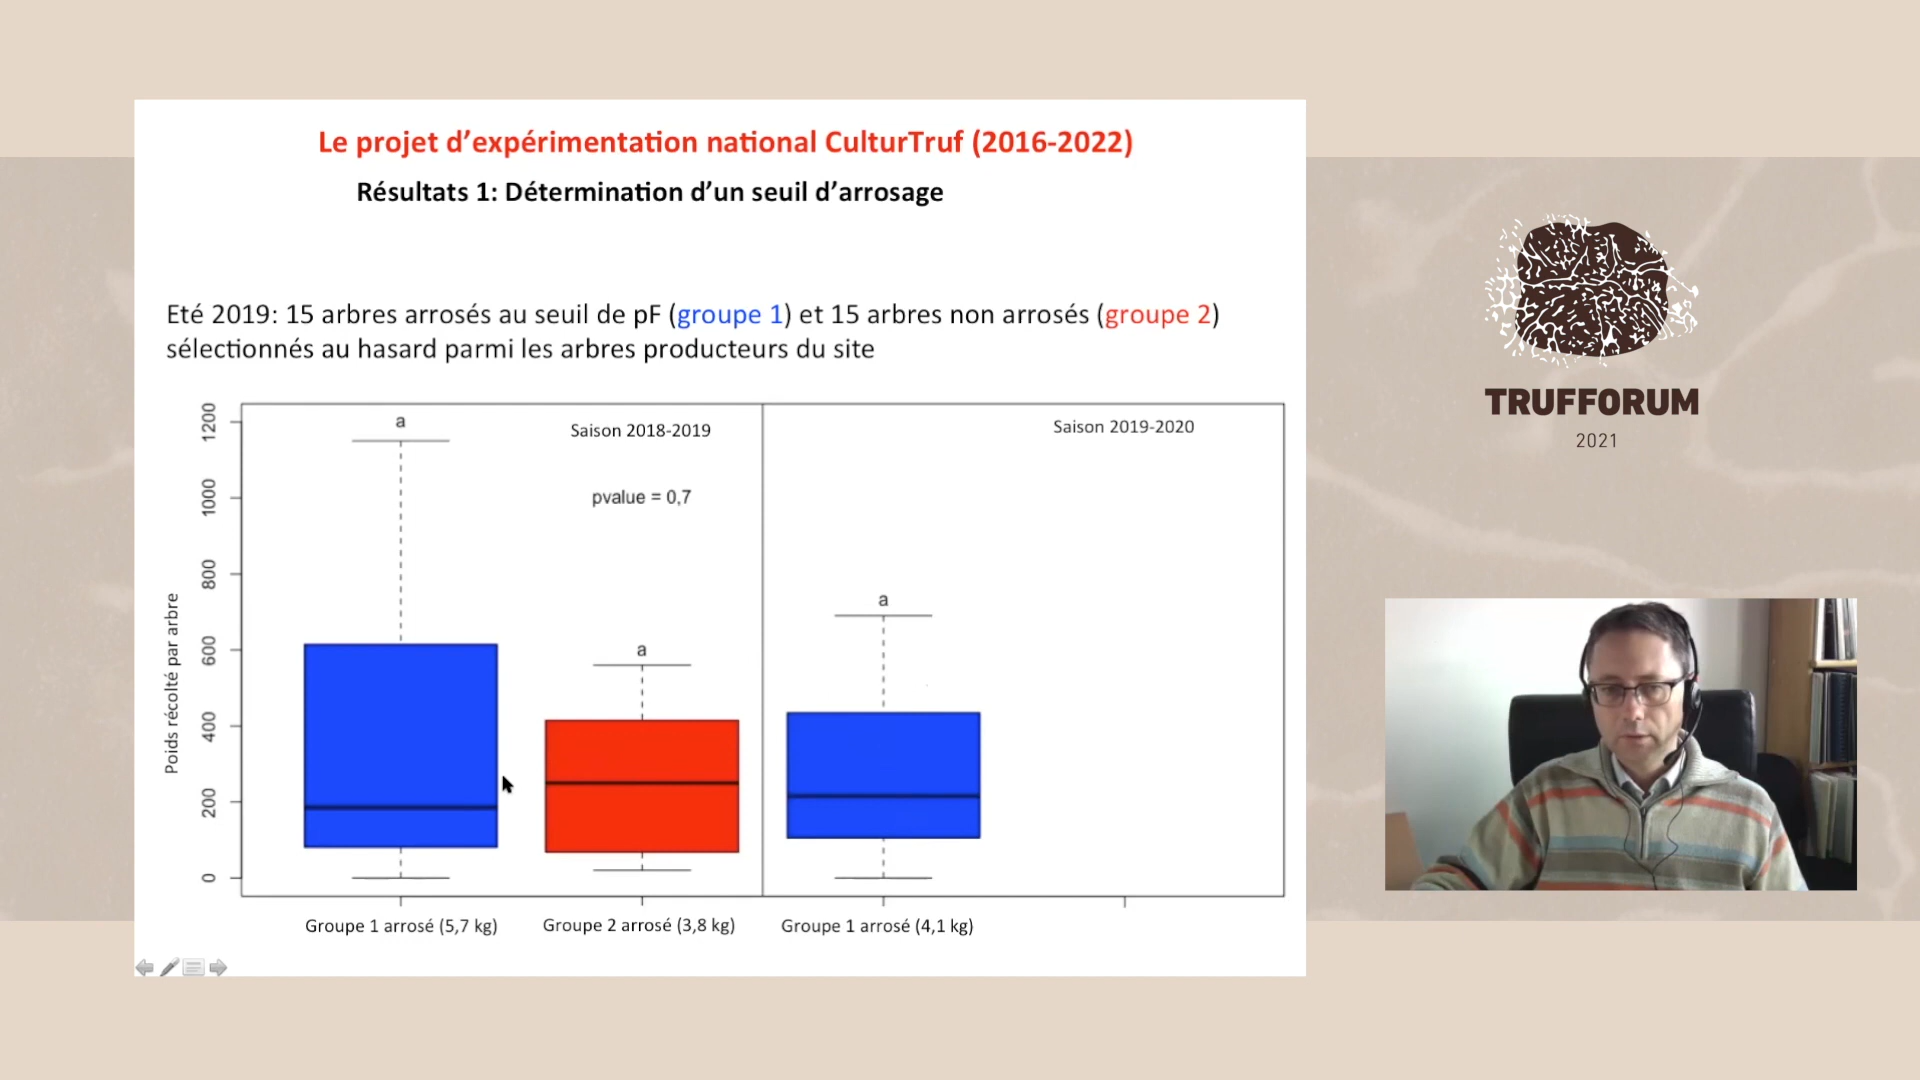 Le projet d'expérimentation national CulturTruf (2016-2022)
Résultats 1: Détermination d'un seuil d'arrosage
Eté 2019: 15 arbres arrosés au seuil de pF (groupe 1) et 15 arbres non arrosés (groupe 2)
sélectionnés au hasard parmi les arbres producteurs du site
Poids récolté par arbre
1200
1000
800
600
400
200
0
a
Saison 2018-2019
pvalue = 0,7
a
Saison 2019-2020
a
Groupe 1 arrosé (5,7 kg)
Groupe 2 arrosé (3,8 kg)
Groupe 1 arrosé (4,1 kg)
TRUFFORUM
2021